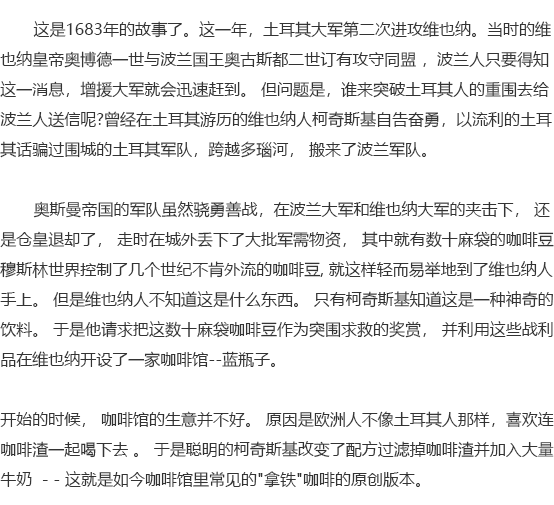 这是1683年的故事了。这一年，土耳其大军第二次进攻维也纳。当时的维
也纳皇帝奥博德一世与波兰国王奥古斯都二世订有攻守同盟 ，波兰人只要得知
这一消息，增援大军就会迅速赶到。 但问题是，谁来突破土耳其人的重围去给
波兰人送信呢?曾经在土耳其游历的维也纳人柯奇斯基自告奋勇，以流利的土耳
其话骗过围城的土耳其军队，跨越多瑙河， 搬来了波兰军队。
奥斯曼帝国的军队虽然骁勇善战，在波兰大军和维也纳大军的夹击下， 还
是仓皇退却了， 走时在城外丢下了大批军需物资， 其中就有数十麻袋的咖啡豆
穆斯林世界控制了几个世纪不肯外流的咖啡豆, 就这样轻而易举地到了维也纳人
手上。 但是维也纳人不知道这是什么东西。 只有柯奇斯基知道这是一种神奇的
饮料。 于是他请求把这数十麻袋咖啡豆作为突围求救的奖赏， 并利用这些战利
品在维也纳开设了一家咖啡馆--蓝瓶子。
开始的时候， 咖啡馆的生意并不好。 原因是欧洲人不像土耳其人那样，喜欢连
咖啡渣一起喝下去 。 于是聪明的柯奇斯基改变了配方过滤掉咖啡渣并加入大量
牛奶 - - 这就是如今咖啡馆里常见的"拿铁"咖啡的原创版本。